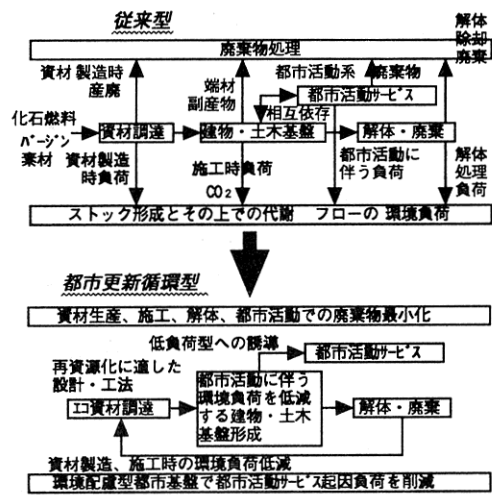 従来型
解体
除却
廃棄
廃棄物処理
資材 製造時
産廃
端材
副産物
都市活動系 廃棄物
都市活動サービス
相互依存
化石燃料
バージン
素材
資材調達
建物・土木基盤
解体・廃棄
資材製造
時負荷
施工時負荷
CO2
都市活動に
伴う負荷
解体
処理
負荷
ストック形成とその上での代謝 フローの 環境負荷
都市更新循環型
資材生産、施工、解体、都市活動での廃棄物最小化
低負荷型への誘導
都市活動サービス
再資源化に適した
設計・工法
都市活動に伴う
環境負荷を低減
する建物・土木
基盤形成
エコ資材調達
解体・廃棄
資材製造、施工時の環境負荷低減
環境配慮型都市基盤で都市活動サービス起因負荷を削減